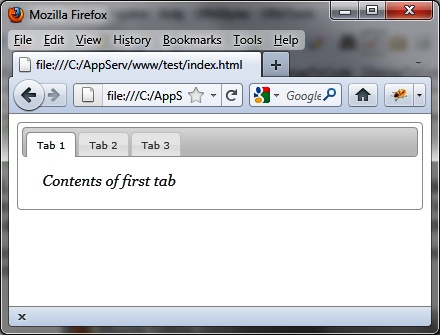 Mozilla Firefox
File Edit View History Bookmarks Tools Help
file:///C:/AppServ/www/test/index.html
file:///C:/AppS Google
Tab 1 Tab 2 Tab 3
Contents of first tab
x